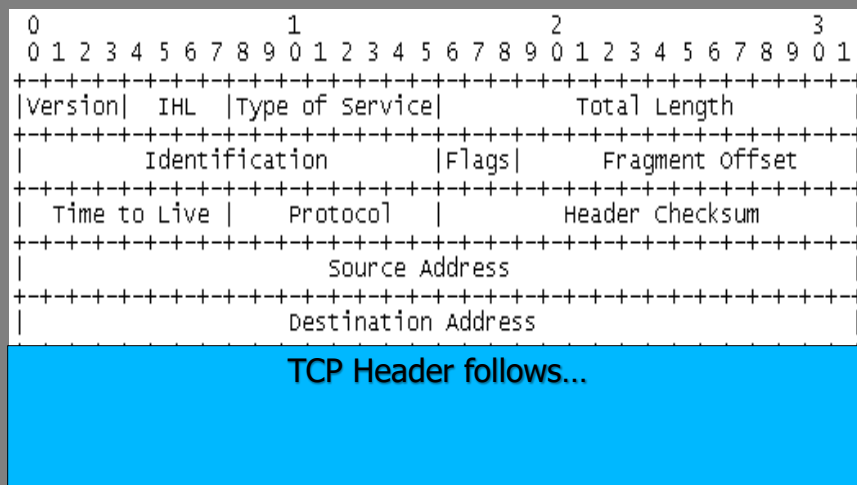 0                   1                   2                   3
0 1 2 3 4 5 6 7 8 9 0 1 2 3 4 5 6 7 8 9 0 1 2 3 4 5 6 7 8 9 0 1
+-+-+-+-+-+-+-+-+-+-+-+-+-+-+-+-+-+-+-+-+-+-+-+-+-+-+-+-+-+-+-+-
|Version|  IHL  |Type of Service|          Total Length         |
+-+-+-+-+-+-+-+-+-+-+-+-+-+-+-+-+-+-+-+-+-+-+-+-+-+-+-+-+-+-+-+-
|         Identification        |Flags|      Fragment Offset    |
+-+-+-+-+-+-+-+-+-+-+-+-+-+-+-+-+-+-+-+-+-+-+-+-+-+-+-+-+-+-+-+-
|  Time to Live |    Protocol   |         Header Checksum       |
+-+-+-+-+-+-+-+-+-+-+-+-+-+-+-+-+-+-+-+-+-+-+-+-+-+-+-+-+-+-+-+-
|                       Source Address                          |
+-+-+-+-+-+-+-+-+-+-+-+-+-+-+-+-+-+-+-+-+-+-+-+-+-+-+-+-+-+-+-+-
|                    Destination Address                        |
TCP Header follows…